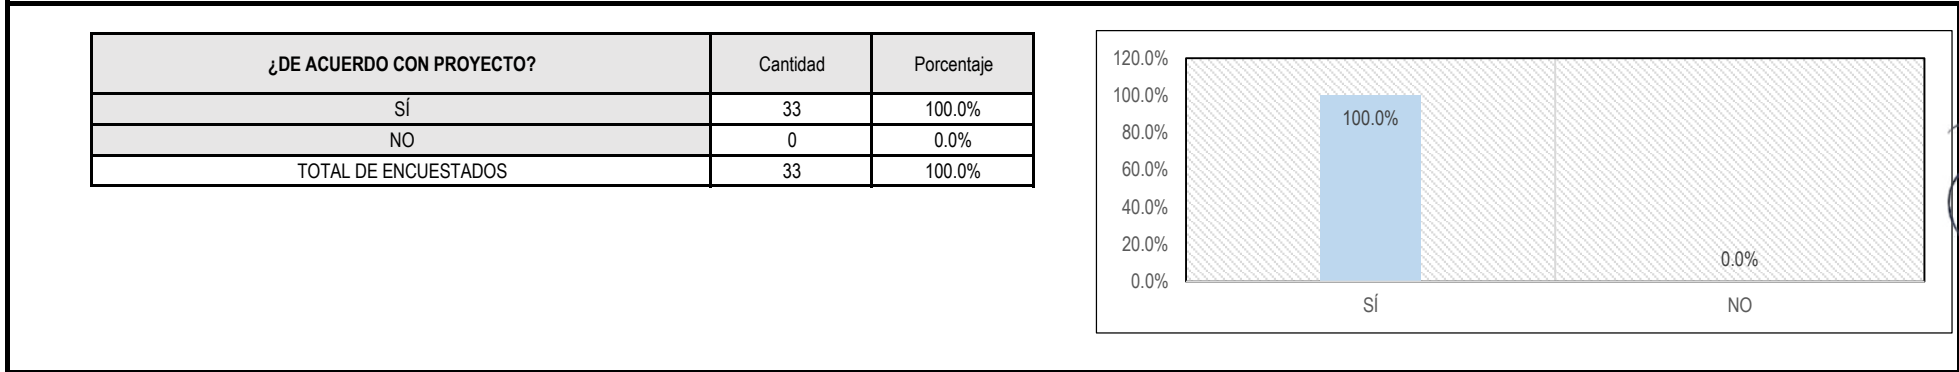 ¿DE ACUERDO CON PROYECTO? Cantidad Porcentaje
SÍ 33 100.0%
NO 0 0.0%
TOTAL DE ENCUESTADOS 33 100.0%
120.0%
100.0%
80.0%
60.0%
40.0%
20.0%
0.0%
100.0%
0.0%
SÍ NO